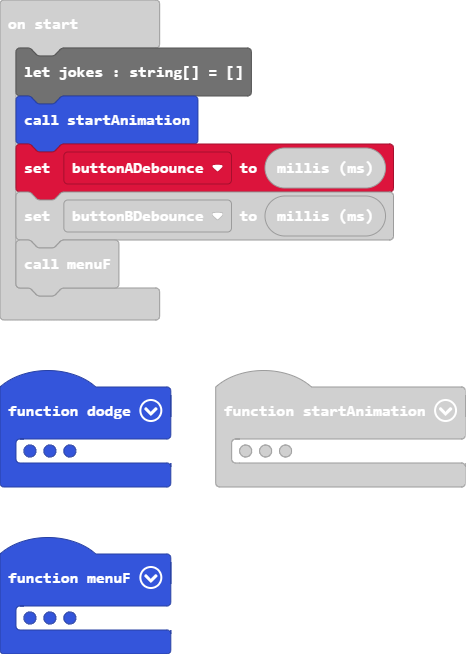 on start
let jokes : string[] = []
call startAnimation
set buttonADebounce to millis (ms)
set buttonBDebounce to millis (ms)
call menuF
function dodge
function startAnimation
function menuF